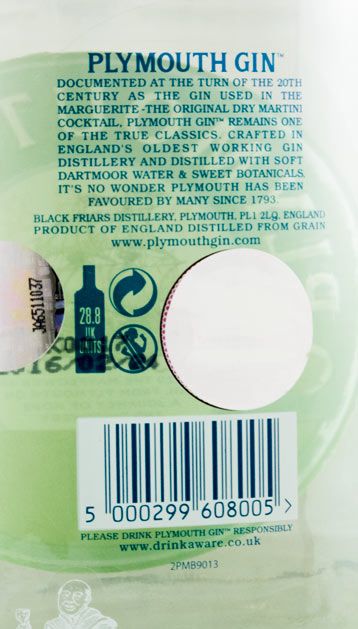 PLYMOUTH GIN™
DOCUMENTED AT THE TURN OF THE 20TH
CENTURY AS THE GIN USED IN THE
MARGUERITE -THE ORIGINAL DRY MARTINI
COCKTAIL, PLYMOUTH GIN™ REMAINS ONE
OF THE TRUE CLASSICS. CRAFTED IN
ENGLAND'S OLDEST WORKING GIN
DISTILLERY AND DISTILLED WITH SOFT
DARTMOOR WATER & SWEET BOTANICALS,
IT'S NO WONDER PLYMOUTH HAS BEEN
FAVOURED BY MANY SINCE 1793.
BLACK FRIARS DISTILLERY, PLYMOUTH, PL1 2LQ, ENGLAND
PRODUCT OF ENGLAND DISTILLED FROM GRAIN
www.plymouthgin.com
JA6511037
28.8
UK
UNITS
5 000299 608005 >
PLEASE DRINK PLYMOUTH GIN™ RESPONSIBLY
www.drinkaware.co.uk
2PMB9013